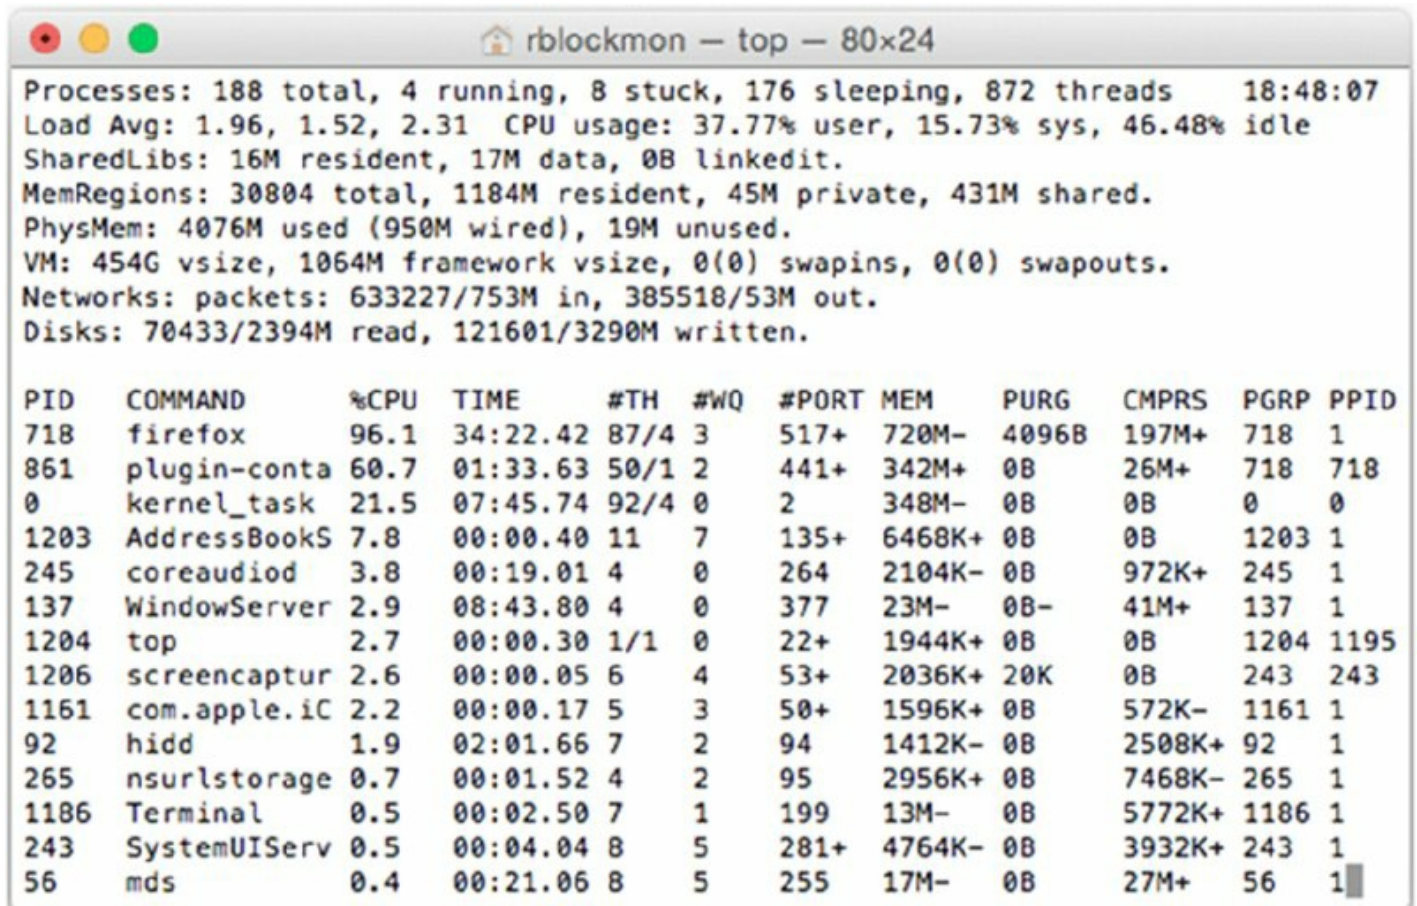 rblockmon — top — 80×24
Processes: 188 total, 4 running, 8 stuck, 176 sleeping, 872 threads 18:48:07
Load Avg: 1.96, 1.52, 2.31 CPU usage: 37.77% user, 15.73% sys, 46.48% idle
SharedLibs: 16M resident, 17M data, 0B linkedit.
MemRegions: 30804 total, 1184M resident, 45M private, 431M shared.
PhysMem: 4076M used (950M wired), 19M unused.
VM: 454G vsize, 1064M framework vsize, 0(0) swapins, 0(0) swapouts.
Networks: packets: 633227/753M in, 385518/53M out.
Disks: 70433/2394M read, 121601/3290M written.
PID COMMAND %CPU TIME #TH #WQ #PORT MEM PURG CMPRS PGRP PPID
718 firefox 96.1 34:22.42 87/4 3 517+ 720M- 4096B 197M+ 718 1
861 plugin-conta 60.7 01:33.63 50/1 2 441+ 342M+ 0B 26M+ 718 718
0 kernel_task 21.5 07:45.74 92/4 0 2 348M- 0B 0B 0 0
1203 AddressBookS 7.8 00:00.40 11 7 135+ 6468K+ 0B 0B 1203 1
245 coreaudiod 3.8 00:19.01 4 0 264 2104K- 0B 972K+ 245 1
137 WindowServer 2.9 08:43.80 4 0 377 23M- 0B- 41M+ 137 1
1204 top 2.7 00:00.30 1/1 0 22+ 1944K+ 0B 0B 1204 1195
1206 screencaptur 2.6 00:00.05 6 4 53+ 2036K+ 20K 0B 243 243
1161 com.apple.iC 2.2 00:00.17 5 3 50+ 1596K+ 0B 572K- 1161 1
92 hidd 1.9 02:01.66 7 2 94 1412K- 0B 2508K+ 92 1
265 nsurlstorage 0.7 00:01.52 4 2 95 2956K+ 0B 7468K- 265 1
1186 Terminal 0.5 00:02.50 7 1 199 13M- 0B 5772K+ 1186 1
243 SystemUIServ 0.5 00:04.04 8 5 281+ 4764K- 0B 3932K+ 243 1
56 mds 0.4 00:21.06 8 5 255 17M- 0B 27M+ 56 1